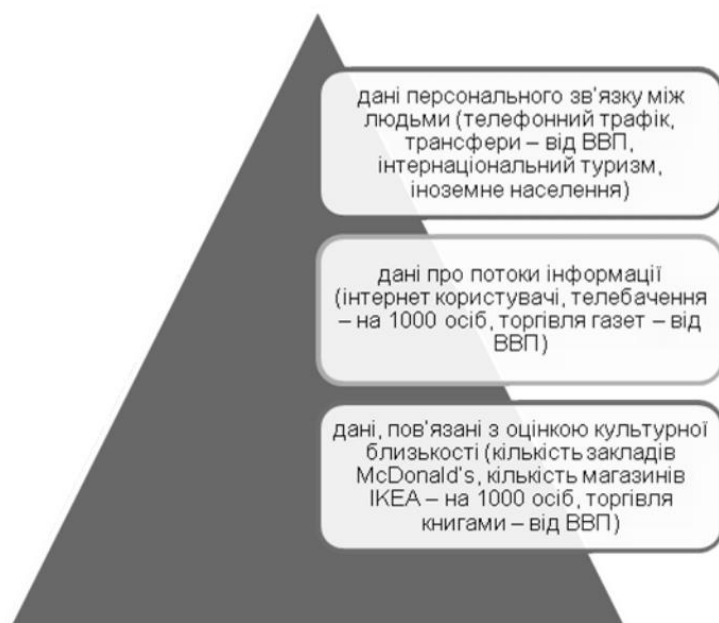 дані персонального зв'язку між
людьми (телефонний трафік,
трансфери – від ВВП,
інтернаціональний туризм,
іноземне населення)
дані про потоки інформації
(інтернет користувачі, телебачення
– на 1000 осіб, торгівля газет – від
ВВП)
дані, пов'язані з оцінкою культурної
близькості (кількість закладів
McDonald's, кількість магазинів
IKEA – на 1000 осіб, торгівля
книгами – від ВВП)